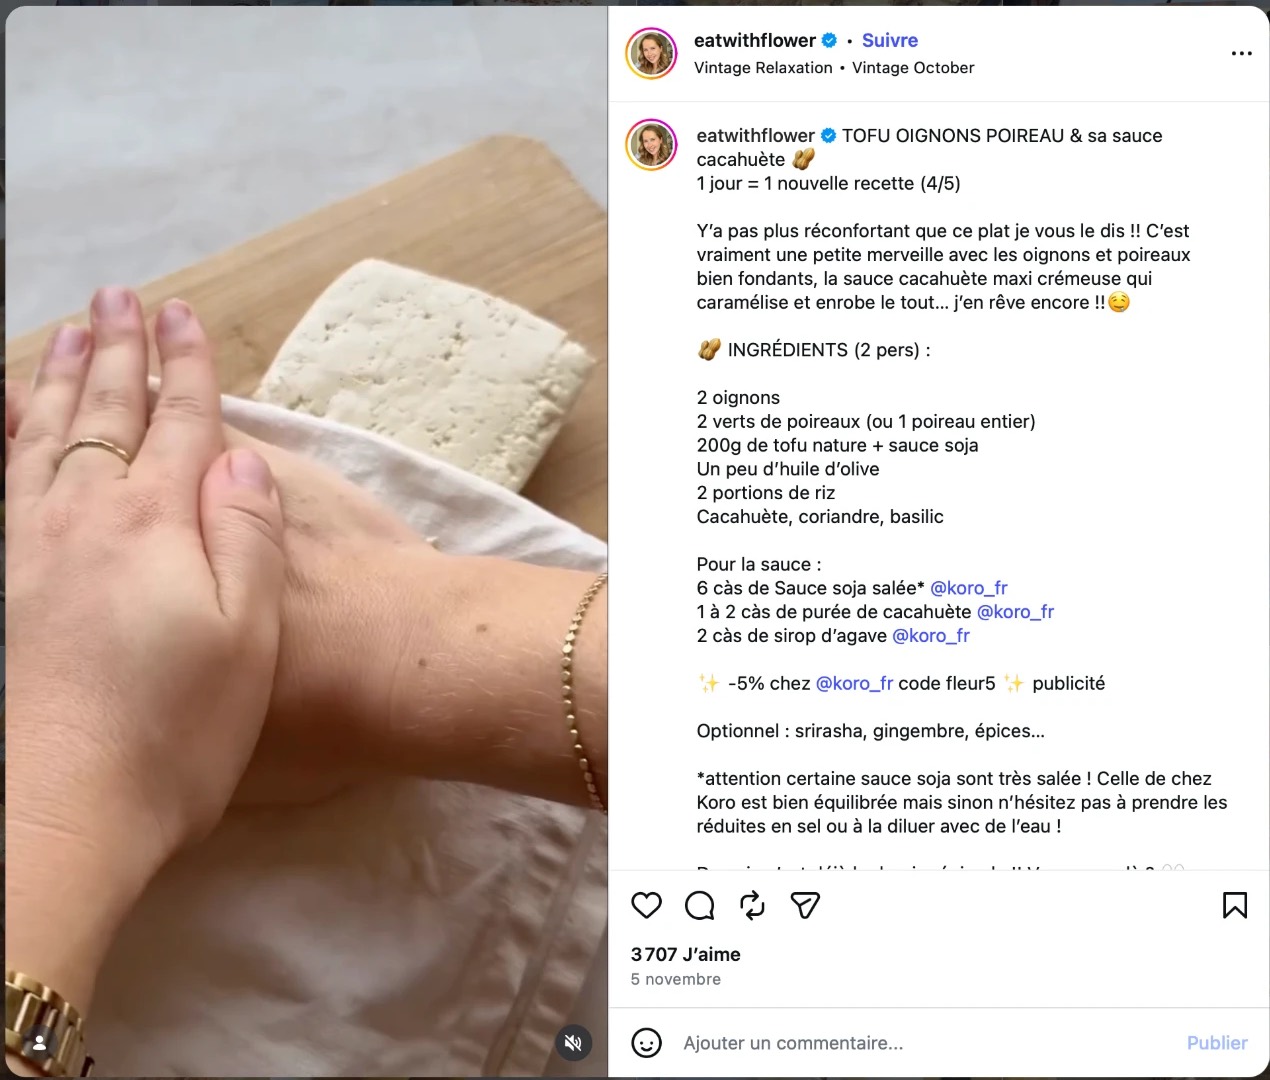 eatwithflower • Suivre
Vintage Relaxation • Vintage October
eatwithflower TOFU OIGNONS POIREAU & sa sauce
cacahuète 🥜
1 jour = 1 nouvelle recette (4/5)
Y'a pas plus réconfortant que ce plat je vous le dis !! C'est
vraiment une petite merveille avec les oignons et poireaux
bien fondants, la sauce cacahuète maxi crémeuse qui
caramélise et enrobe le tout... j'en rêve encore !!🤤
🥜 INGRÉDIENTS (2 pers) :
2 oignons
2 verts de poireaux (ou 1 poireau entier)
200g de tofu nature + sauce soja
Un peu d'huile d'olive
2 portions de riz
Cacahuète, coriandre, basilic
Pour la sauce :
6 càs de Sauce soja salée* @koro_fr
1 à 2 càs de purée de cacahuète @koro_fr
2 càs de sirop d'agave @koro_fr
✨ -5% chez @koro_fr code fleur5 ✨ publicité
Optionnel : srirasha, gingembre, épices...
*attention certaine sauce soja sont très salée ! Celle de chez
Koro est bien équilibrée mais sinon n'hésitez pas à prendre les
réduites en sel ou à la diluer avec de l'eau !
3 707 J'aime
5 novembre
Ajouter un commentaire...
Publier